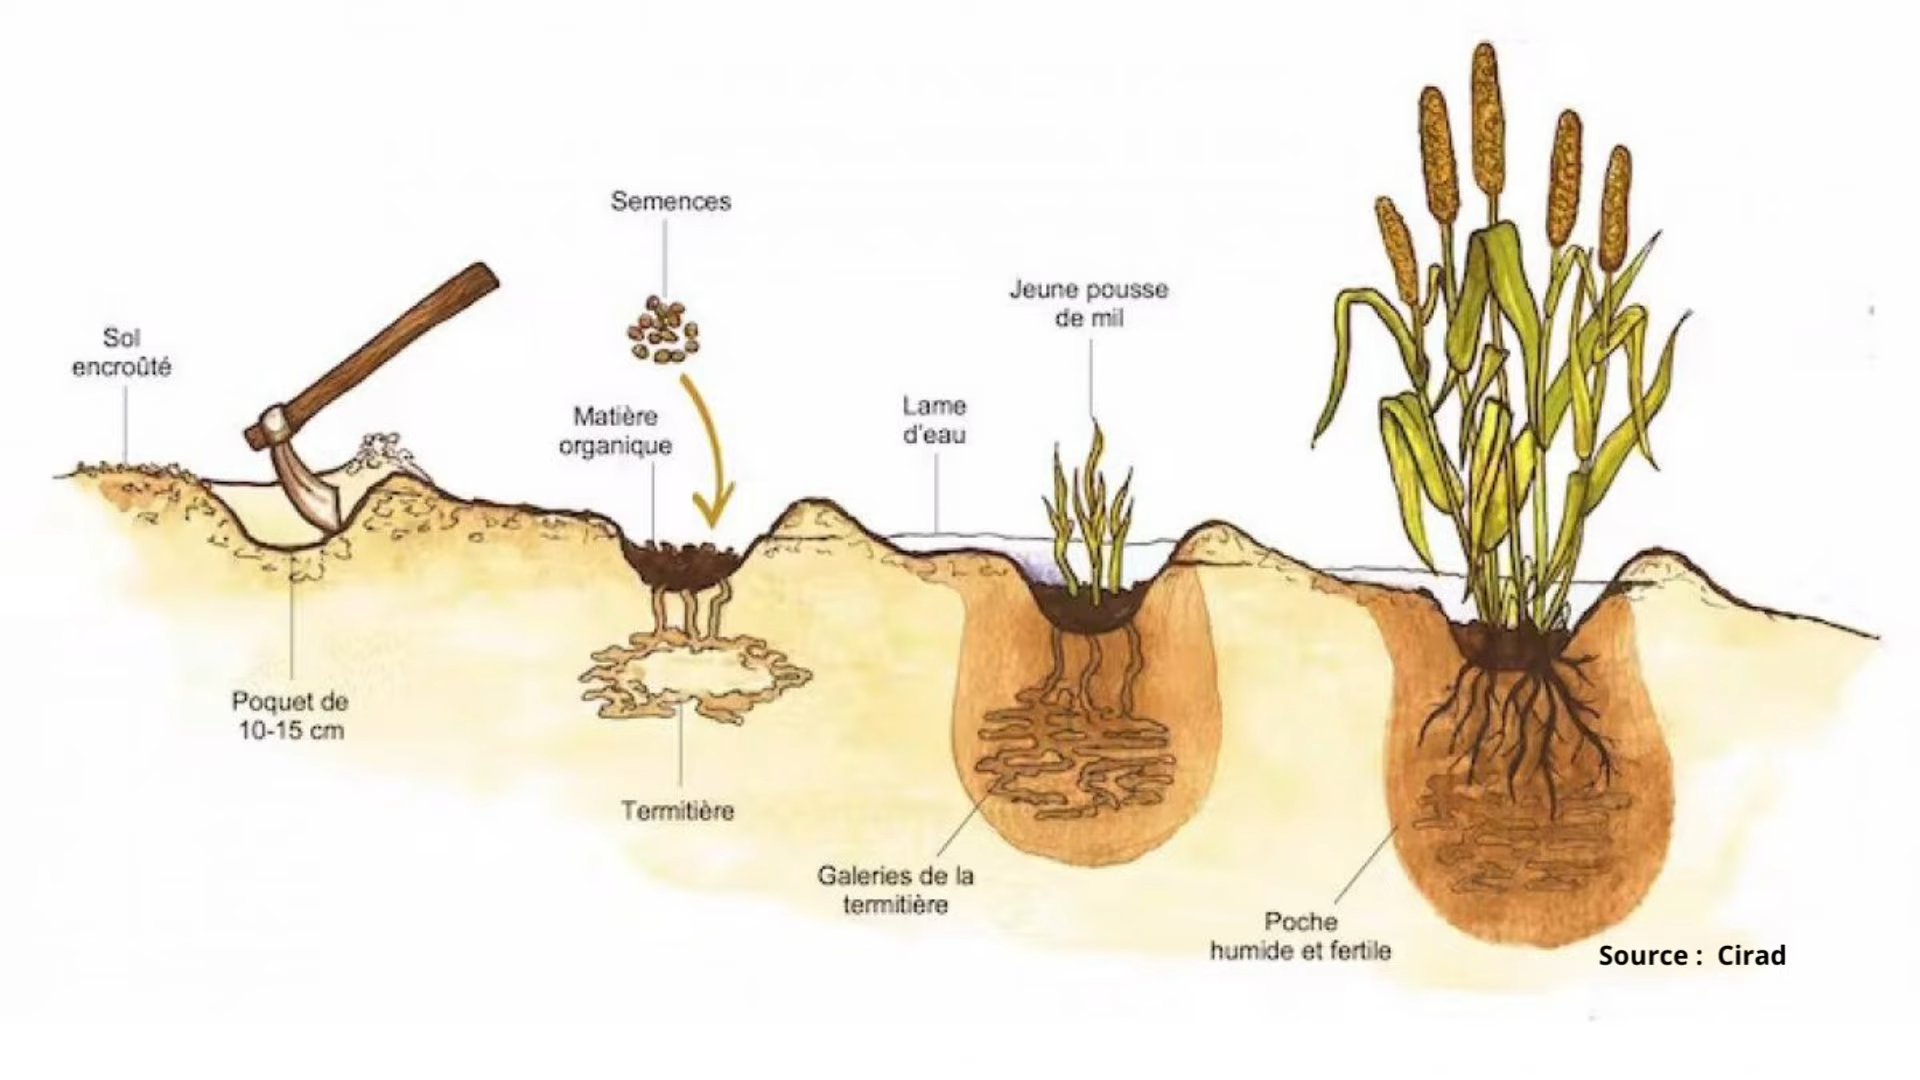 Semences
Jeune pousse
de mil
Sol
encroûté
Matière
organique
Lame
d'eau
Poquet de
10-15 cm
Termitière
Galeries de la
termitière
Poche
humide et fertile
Source : Cirad